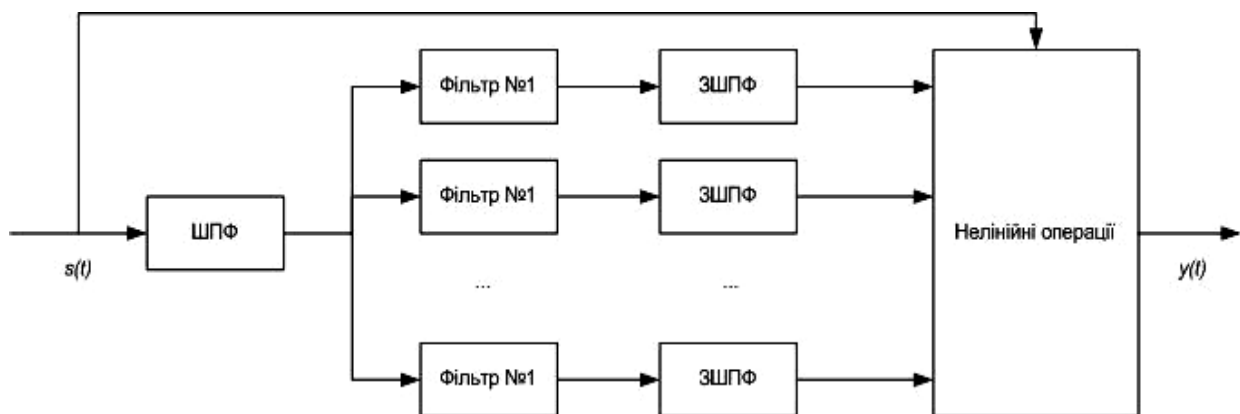 Фільтр №1
ЗШПФ
Фільтр №1
ЗШПФ
ШПФ
Нелінійні операції
s(t)
y(t)
...
...
Фільтр №1
ЗШПФ